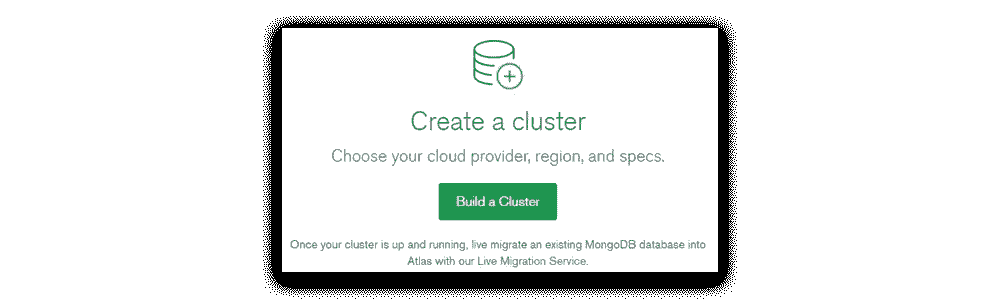 Create a cluster
Choose your cloud provider, region, and specs.
Build a Cluster
Once your cluster is up and running, live migrate an existing MongoDB database into
Atlas with our Live Migration Service.